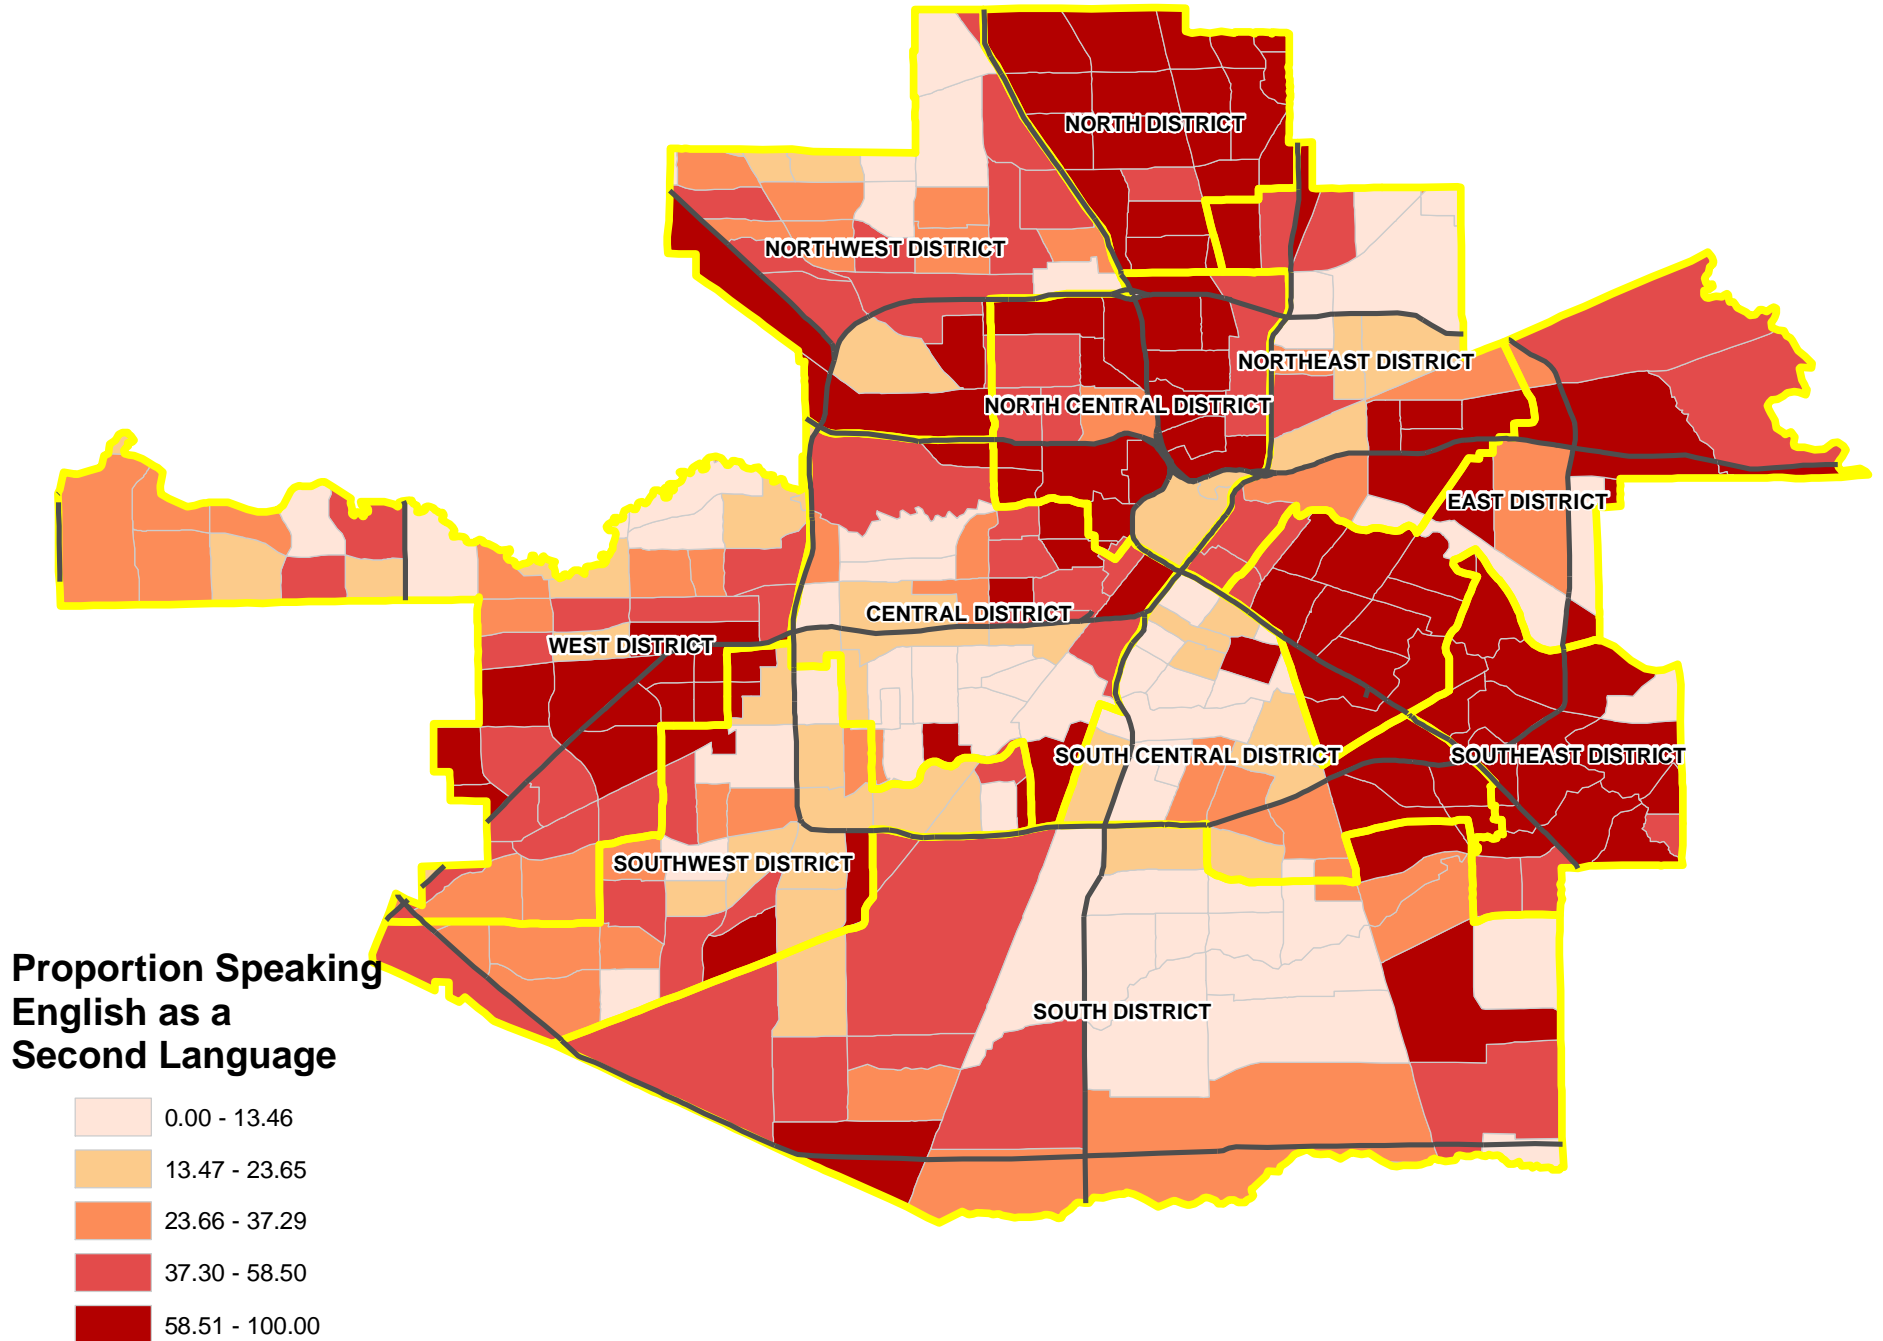 NORTH DISTRICT
NORTHWEST DISTRICT
NORTHEAST DISTRICT
NORTH CENTRAL DISTRICT
EAST DISTRICT
CENTRAL DISTRICT
WEST DISTRICT
SOUTH CENTRAL DISTRICT
SOUTHEAST DISTRICT
SOUTHWEST DISTRICT
SOUTH DISTRICT
Proportion Speaking
English as a
Second Language
0.00 - 13.46
13.47 - 23.65
23.66 - 37.29
37.30 - 58.50
58.51 - 100.00